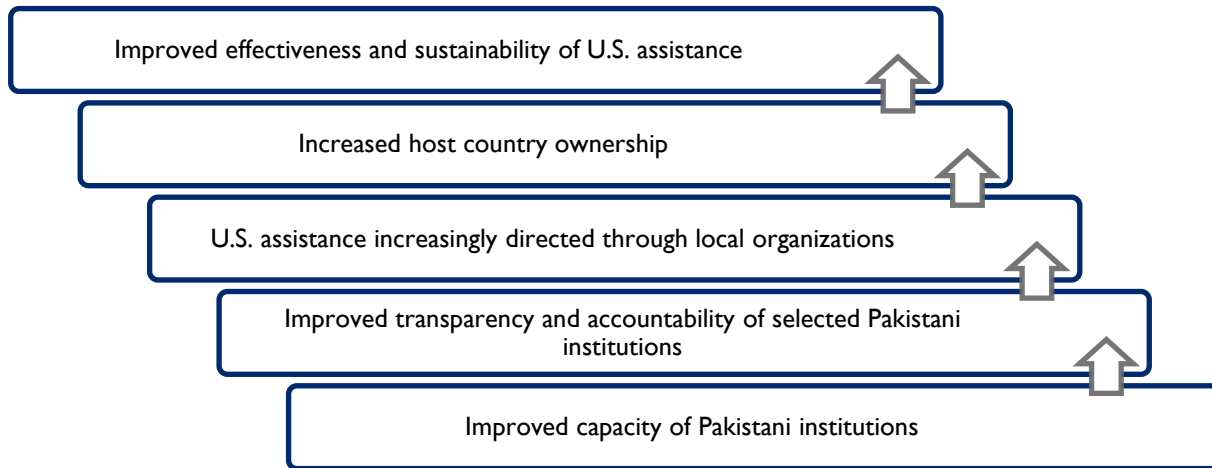 Improved effectiveness and sustainability of U.S. assistance
Increased host country ownership
U.S. assistance increasingly directed through local organizations
Improved transparency and accountability of selected Pakistani
institutions
Improved capacity of Pakistani institutions